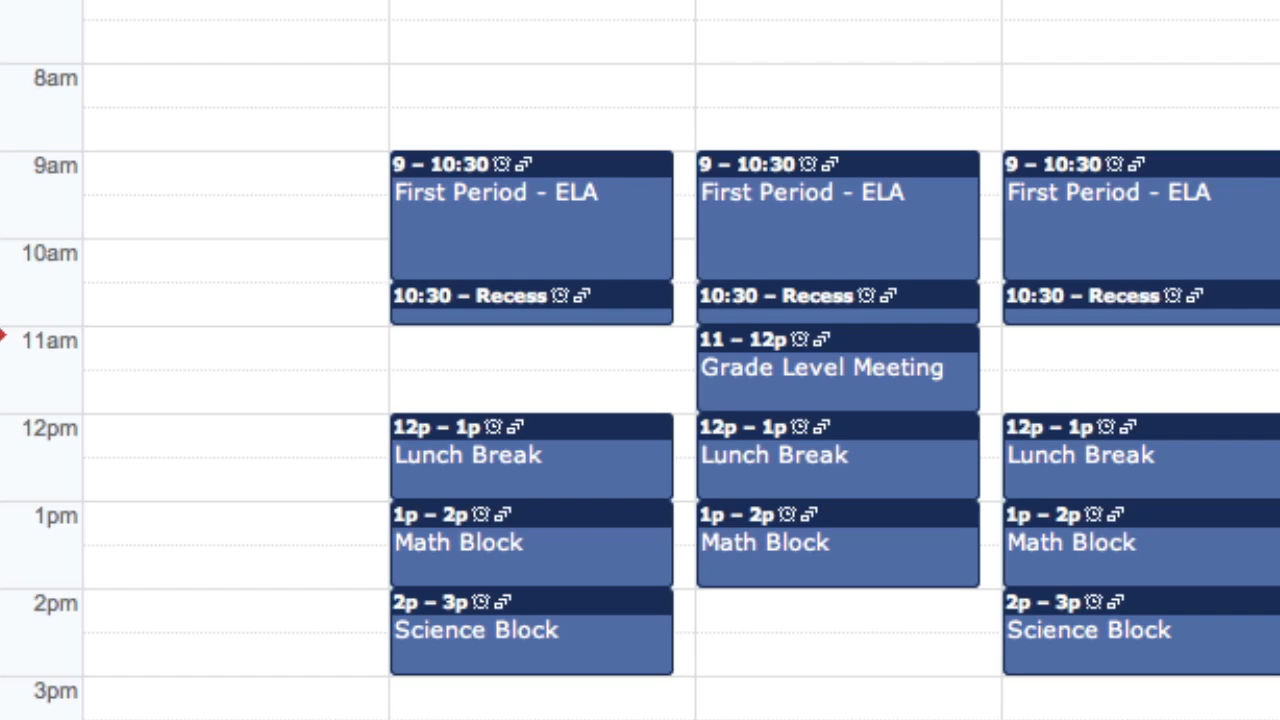 8am
9am
10am
11am
12pm
1pm
2pm
3pm
9 – 10:30
First Period - ELA
10:30 – Recess
12p – 1p
Lunch Break
1p – 2p
Math Block
2p – 3p
Science Block
9 – 10:30
First Period - ELA
10:30 – Recess
11 – 12p
Grade Level Meeting
12p – 1p
Lunch Break
1p – 2p
Math Block
9 – 10:30
First Period - ELA
10:30 – Recess
12p – 1p
Lunch Break
1p – 2p
Math Block
2p – 3p
Science Block